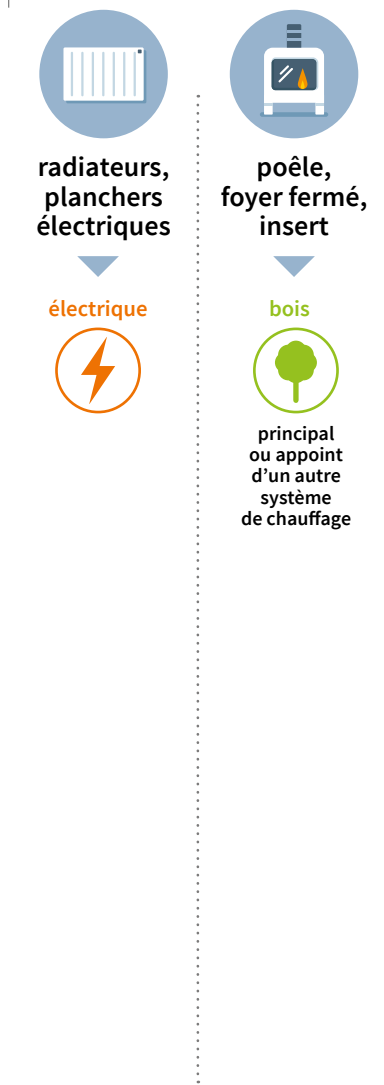 radiateurs,
planchers
électriques
électrique
poêle,
foyer fermé,
insert
bois
principal
ou appoint
d’un autre
système
de chauffage